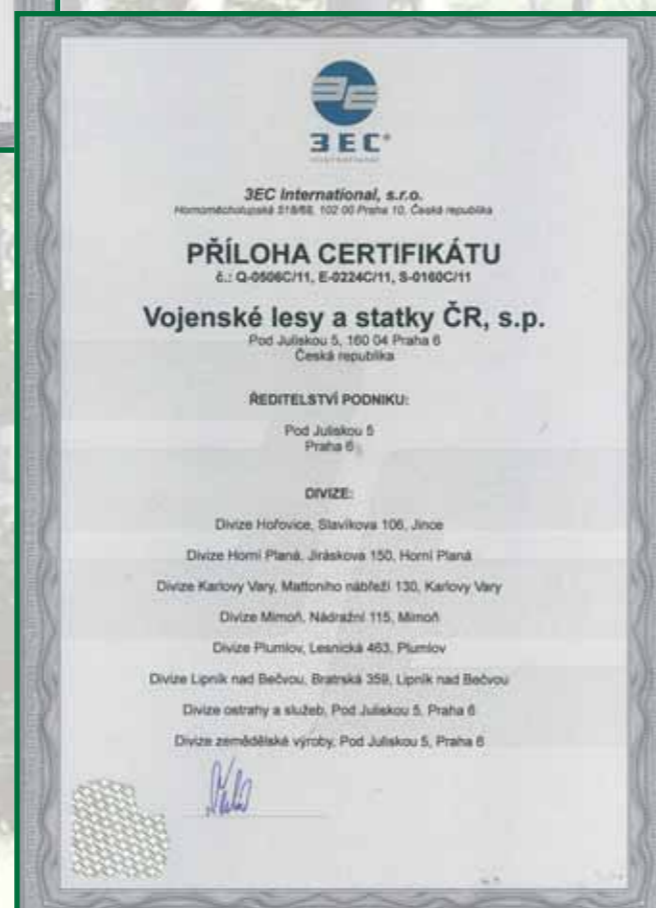 3EC®
INTERNATIONAL
3EC International, s.r.o.
Hornoměcholupská 518/68, 102 00 Praha 10, Česká republika
PŘÍLOHA CERTIFIKÁTU
č.: Q-0506C/11, E-0224C/11, S-0160C/11
Vojenské lesy a statky ČR, s.p.
Pod Juliskou 5, 160 04 Praha 6
Česká republika
ŘEDITELSTVÍ PODNIKU:
Pod Juliskou 5
Praha 6
DIVIZE:
Divize Hořovice, Slavíkova 106, Jince
Divize Horní Planá, Jiráskova 150, Horní Planá
Divize Karlovy Vary, Mattoniho nábřeží 130, Karlovy Vary
Divize Mimoň, Nádražní 115, Mimoň
Divize Plumlov, Lesnická 463, Plumlov
Divize Lipník nad Bečvou, Bratrská 359, Lipník nad Bečvou
Divize ostrahy a služeb, Pod Juliskou 5, Praha 6
Divize zemědělské výroby, Pod Juliskou 5, Praha 6